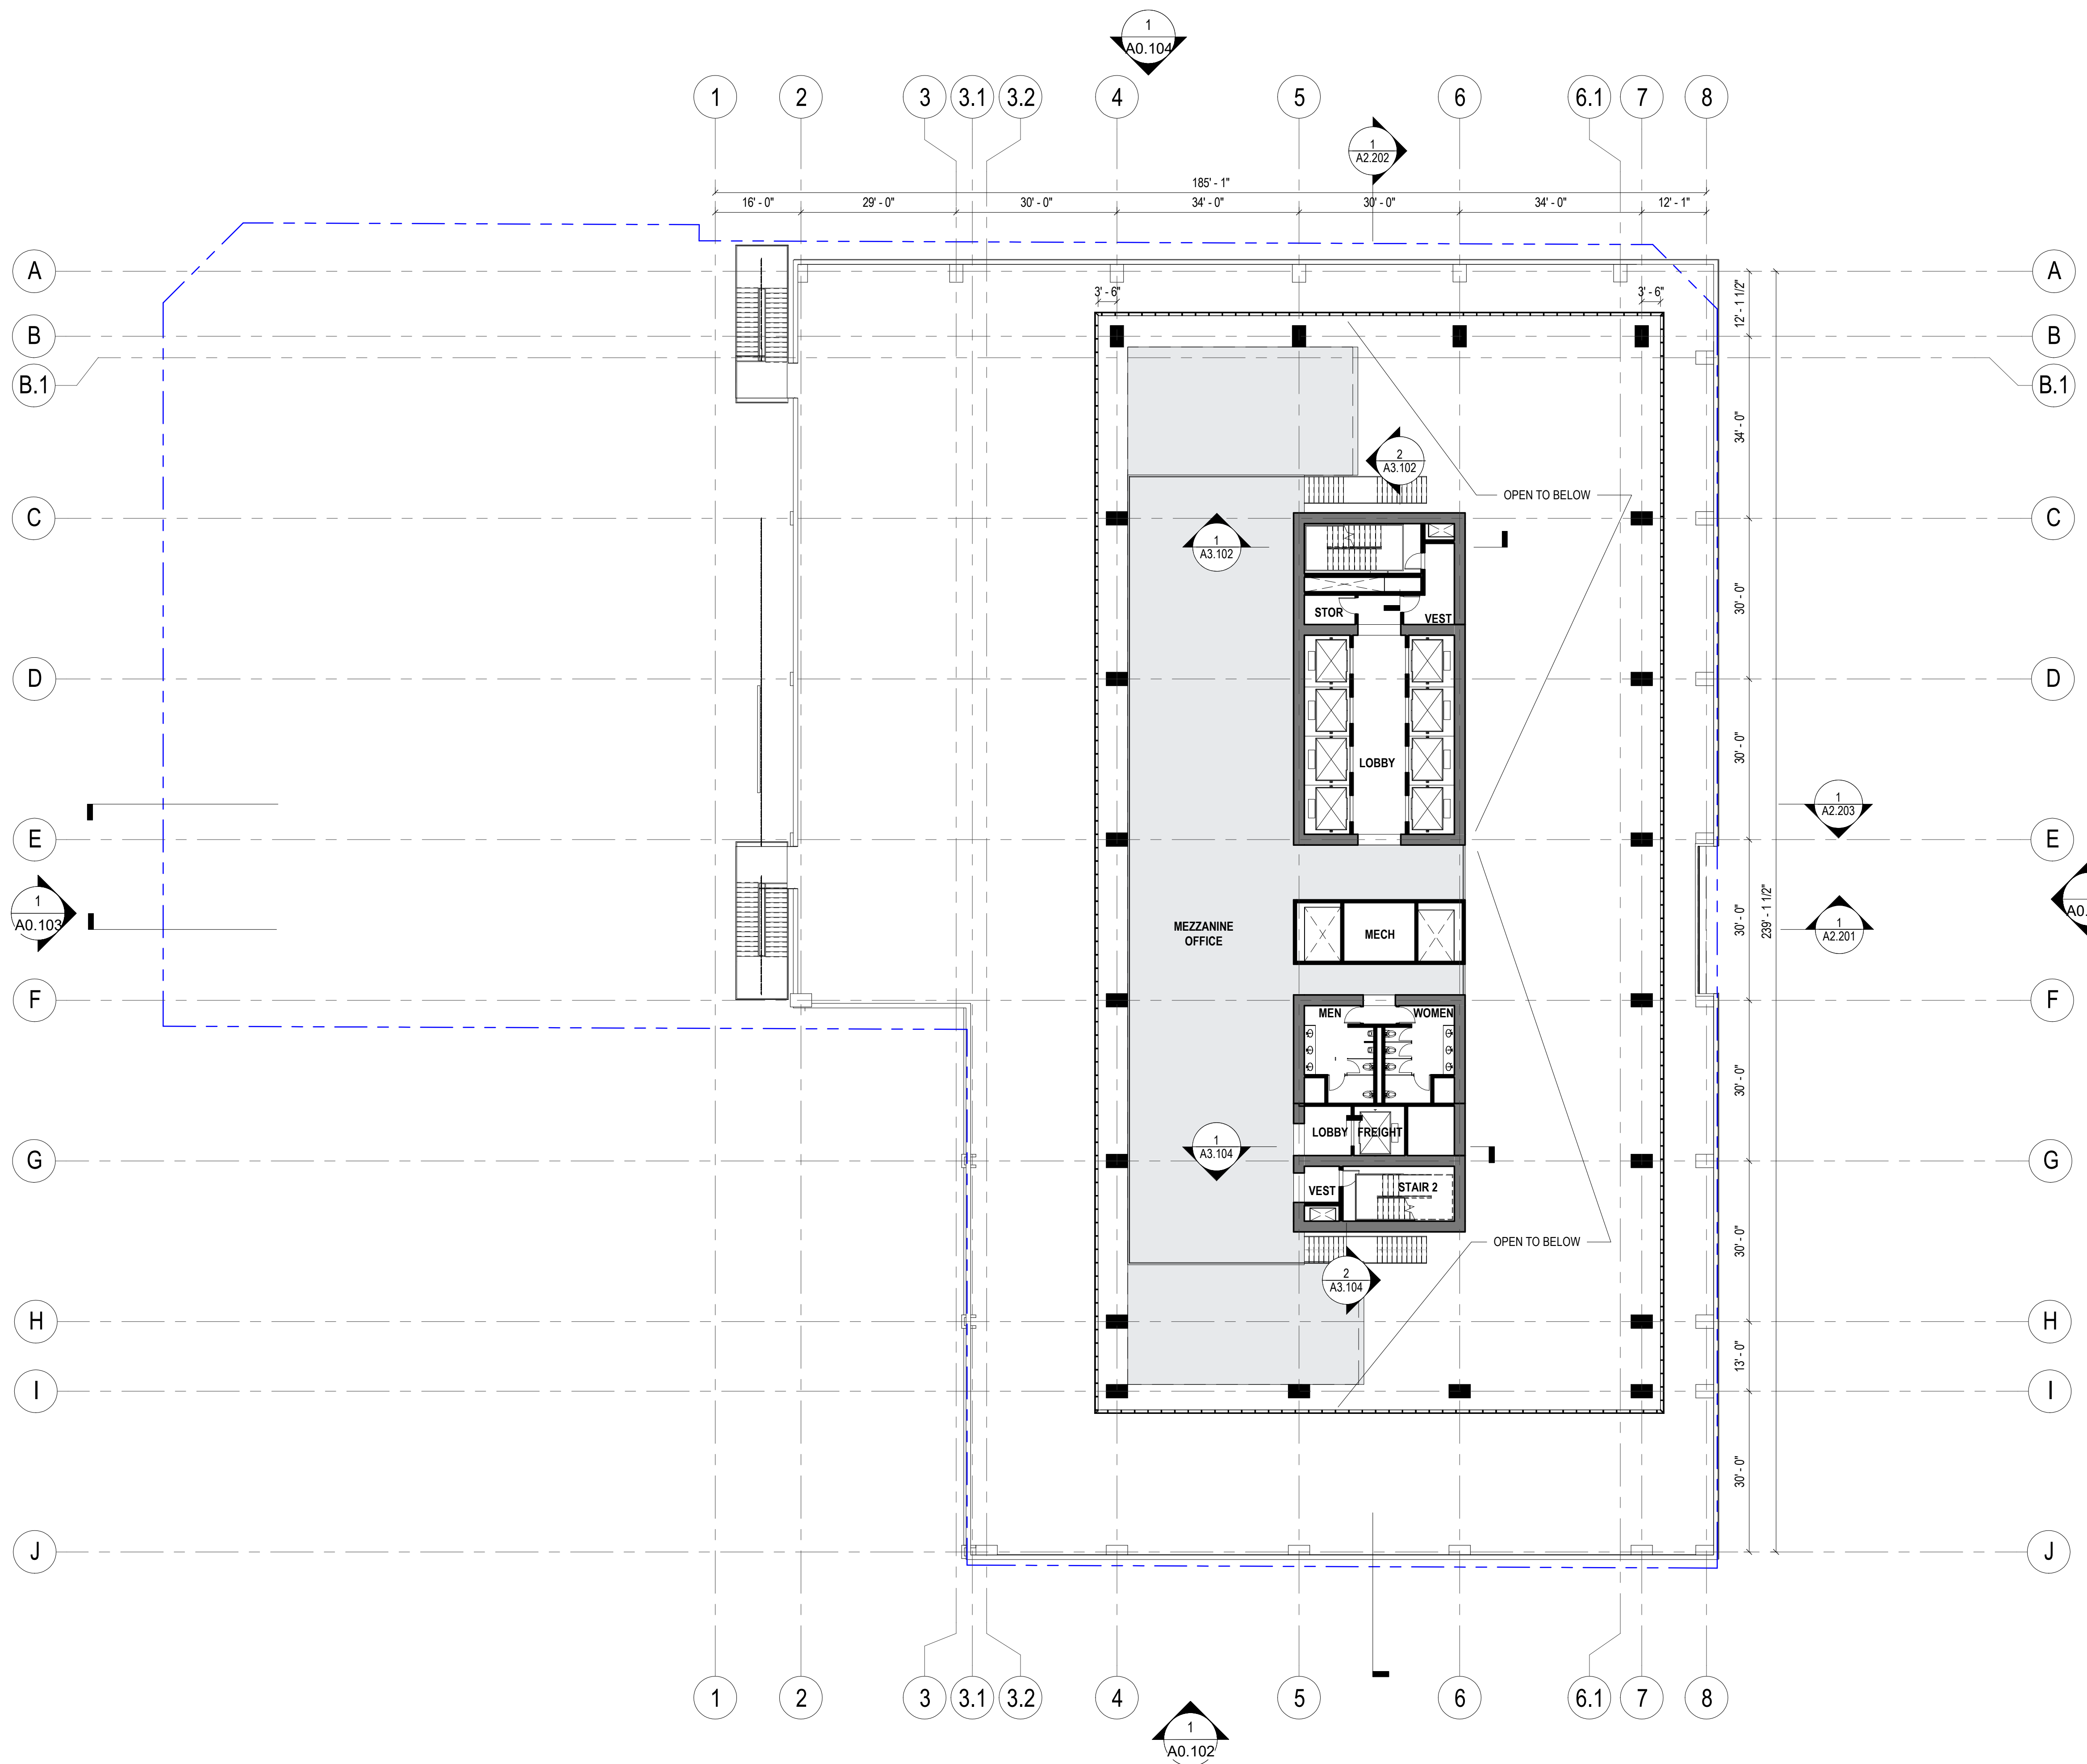 1
A0.104
1
2
3
3.1
3.2
4
5
6
6.1
7
8
1
A2.202
185' - 1"
16' - 0"
29' - 0"
30' - 0"
34' - 0"
30' - 0"
34' - 0"
12' - 1"
A
A
3' - 6"
3' - 6"
12' - 1 1/2"
B
B
B.1
B.1
34' - 0"
2
A3.102
OPEN TO BELOW
C
C
1
A3.102
30' - 0"
STOR
VEST
D
D
30' - 0"
LOBBY
1
A2.203
E
E
1
A0.103
A0.
30' - 0"
239' - 1 1/2"
MEZZANINE
OFFICE
MECH
1
A2.201
F
F
MEN
WOMEN
30' - 0"
LOBBY
FREIGHT
1
A3.104
G
G
VEST
STAIR 2
30' - 0"
OPEN TO BELOW
2
A3.104
H
H
13' - 0"
I
I
30' - 0"
J
J
1
2
3
3.1
3.2
4
5
6
6.1
7
8
1
A0.102